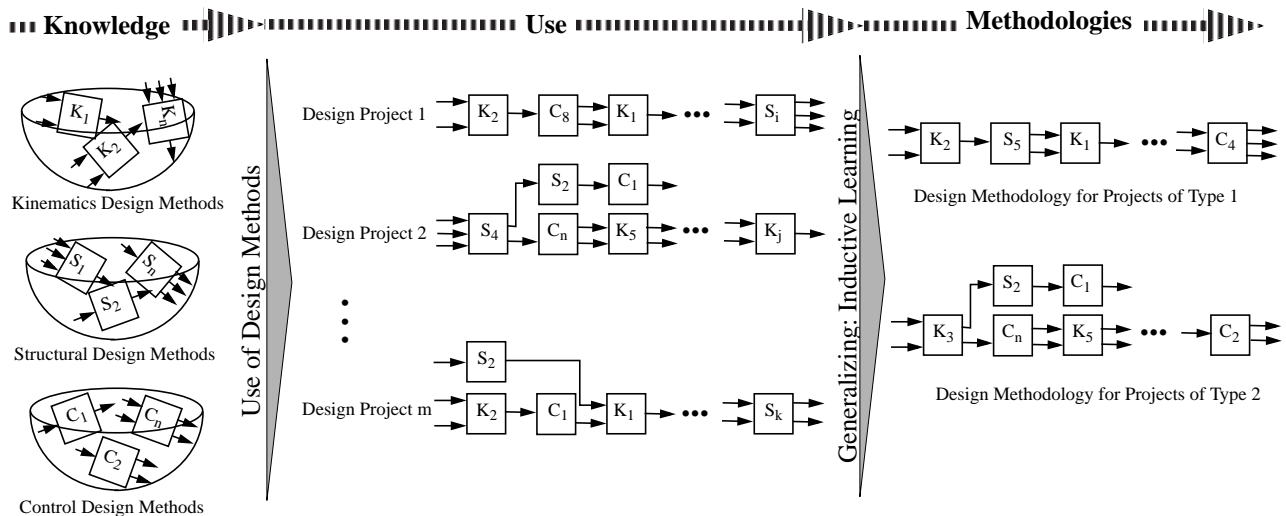 Knowledge
Use
Methodologies
K1
K2
Kn
Kinematics Design Methods
S1
S2
Sn
Structural Design Methods
C1
Cn
C2
Control Design Methods
Use of Design Methods
Design Project 1
K2 C8 K1 ••• Si
S2 C1
Design Project 2
S4 Cn K5 ••• Kj
S2
Design Project m
K2 C1 K1 ••• Sk
Generalizing: Inductive Learning
K2 S5 K1 ••• C4
Design Methodology for Projects of Type 1
S2 C1
K3 Cn K5 ••• C2
Design Methodology for Projects of Type 2